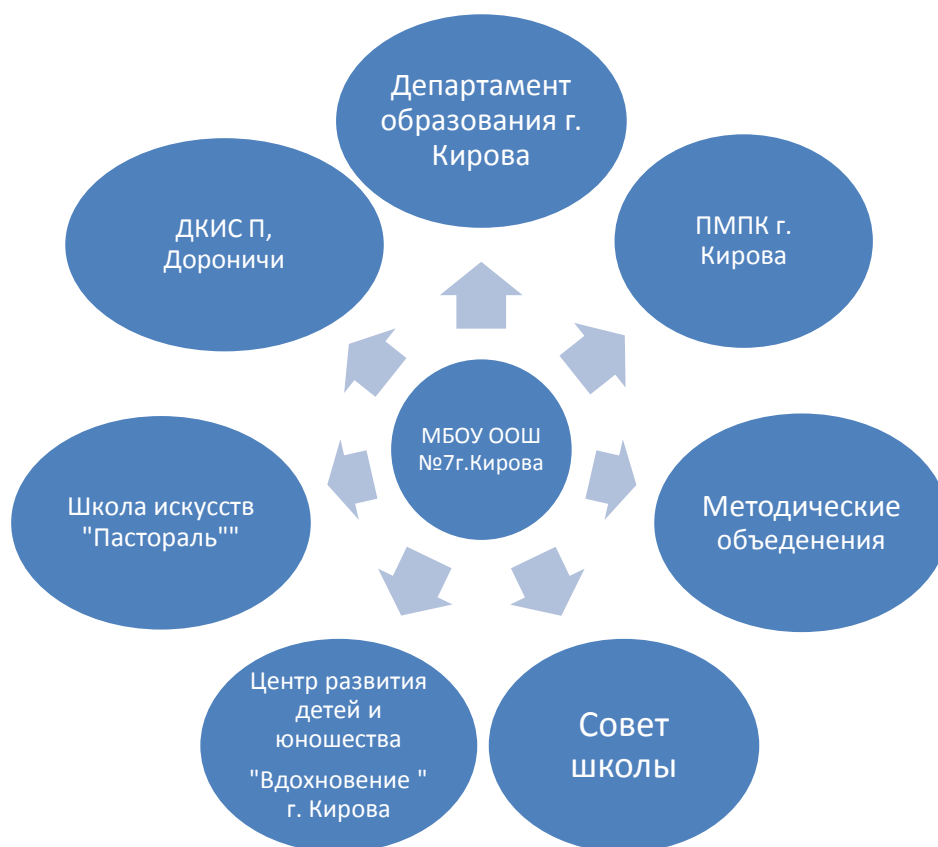 Департамент
образования г.
Кирова
ПМПК г.
Кирова
Методические
объеденения
Совет
школы
Центр развития
детей и
юношества
"Вдохновение "
г. Кирова
Школа искусств
"Пастораль""
ДКИС П,
Дороничи
МБОУ ООШ
№7г.Кирова